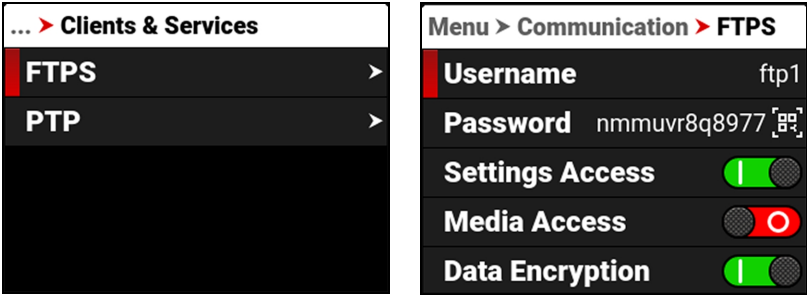 ... > Clients & Services
FTPS >
PTP >
Menu > Communication > FTPS
Username ftp1
Password nmmuvr8q8977
Settings Access
Media Access
Data Encryption